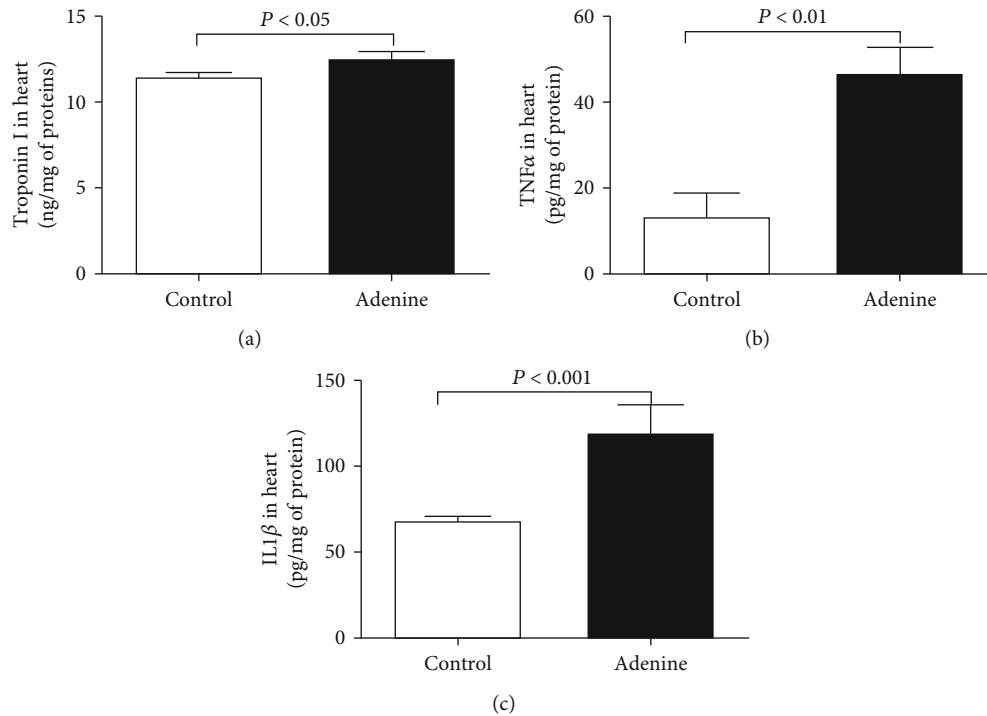 Troponin I in heart
(ng/mg of proteins)
15
10
5
0
P < 0.05
Control
Adenine
(a)
TNFα in heart
(pg/mg of protein)
60
40
20
0
P < 0.01
Control
Adenine
(b)
IL1β in heart
(pg/mg of protein)
150
100
50
0
P < 0.001
Control
Adenine
(c)